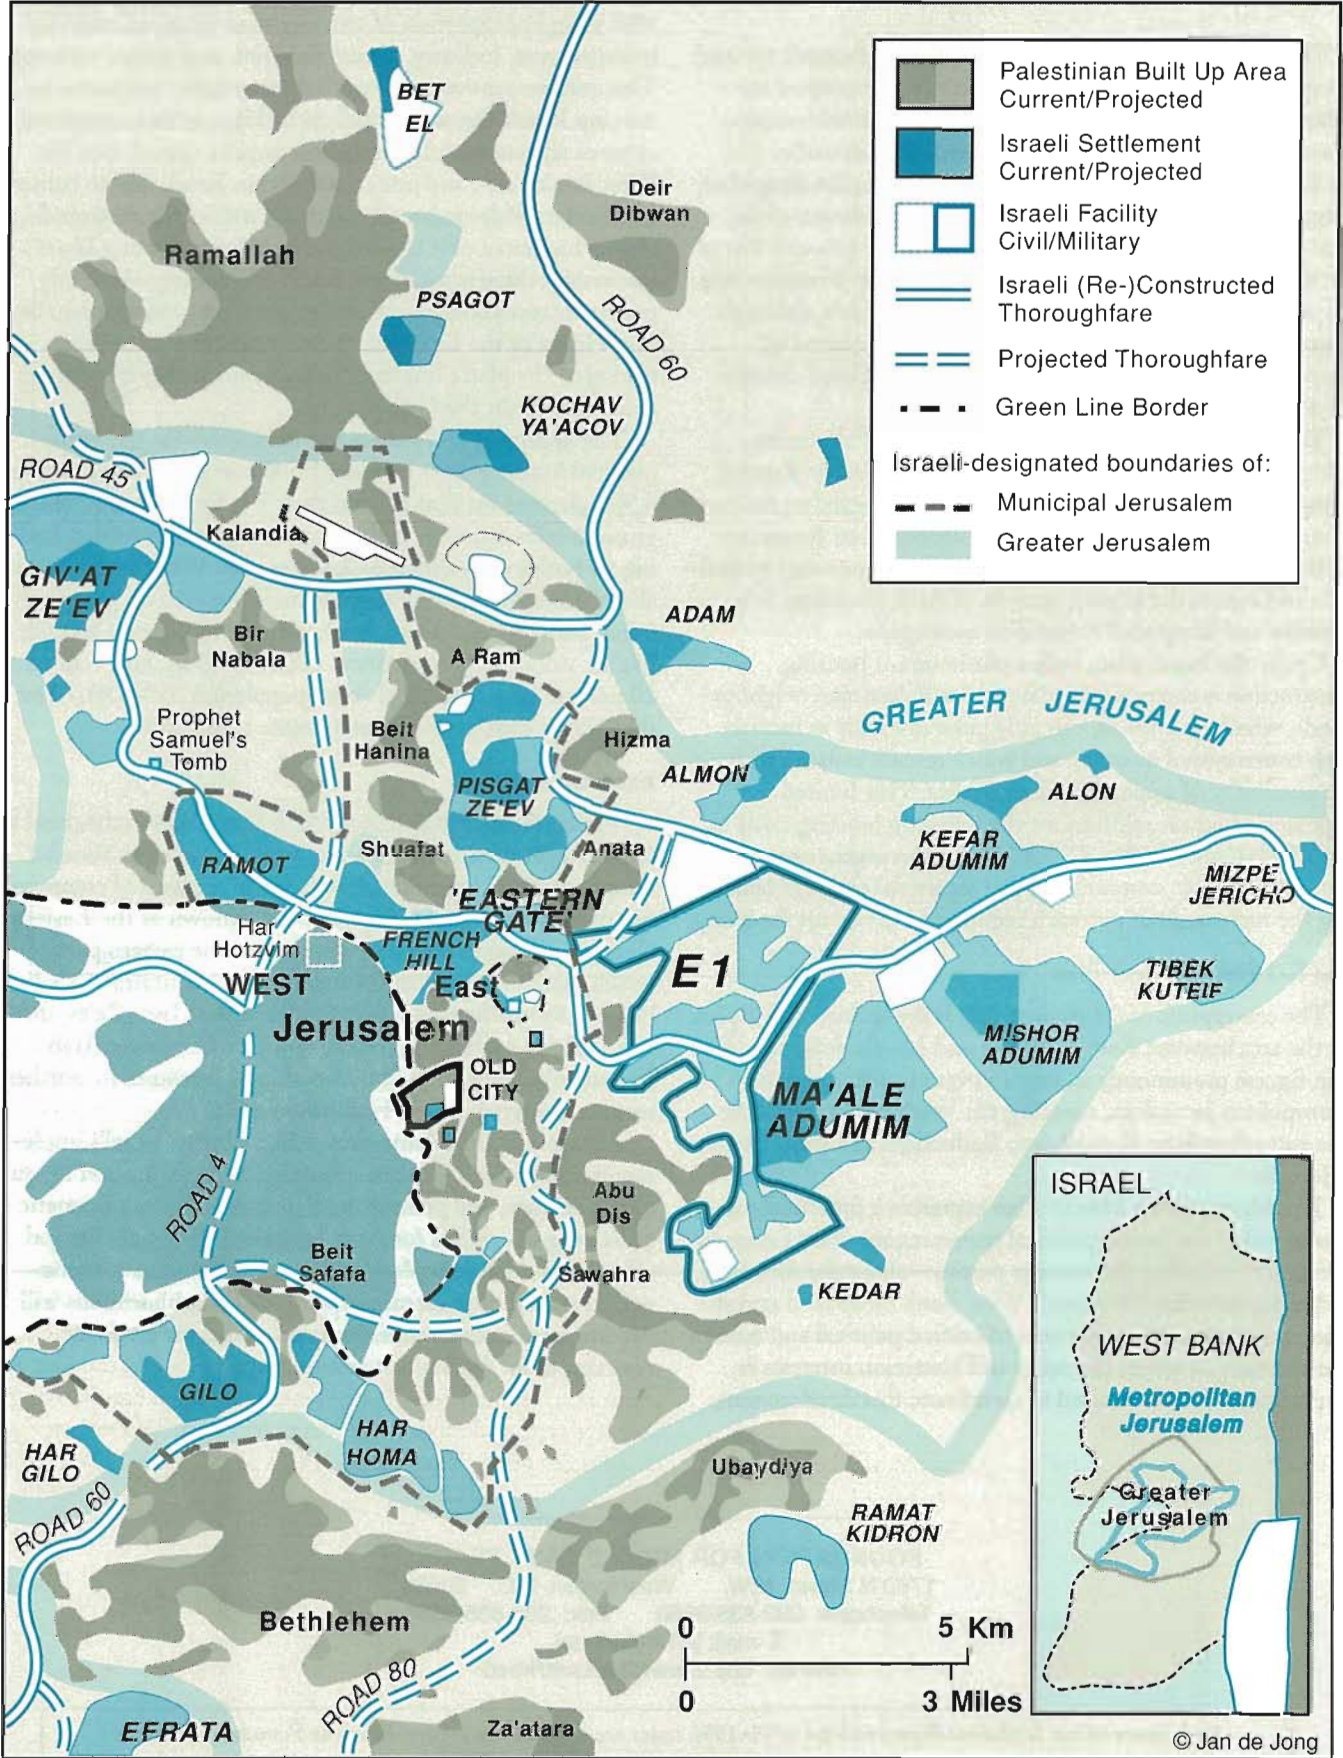 Palestinian Built Up Area
Current/Projected
Israeli Settlement
Current/Projected
Israeli Facility
Civil/Military
Israeli (Re-)Constructed
Thoroughfare
Projected Thoroughfare
Green Line Border
Israeli-designated boundaries of:
Municipal Jerusalem
Greater Jerusalem
BET
EL
Deir
Dibwan
Ramallah
PSAGOT
ROAD 60
KOCHAV
YA'ACOV
ROAD 45
Kalandia
GIV'AT
ZE'EV
ADAM
Bir
Nabala
A Ram
GREATER JERUSALEM
Prophet
Samuel's
Tomb
Beit
Hanina
Hizma
ALMON
PISGAT
ZE'EV
ALON
KEFAR
ADUMIM
RAMOT
Shuafat
Anata
MIZPE
JERICHO
'EASTERN
GATE'
Har
Hotzvim
FRENCH
HILL
WEST
East
E1
TIBEK
KUTEIF
Jerusalem
MISHOR
ADUMIM
OLD
CITY
MA'ALE
ADUMIM
ROAD 4
Abu
Dis
Beit
Safafa
Sawahra
KEDAR
GILO
HAR
HOMA
HAR
GILO
Ubaydiya
ROAD 60
RAMAT
KIDRON
Bethlehem
ROAD 80
EFRATA
Za'atara
0 5 Km
0 3 Miles
ISRAEL
WEST BANK
Metropolitan
Jerusalem
Greater
Jerusalem
© Jan de Jong